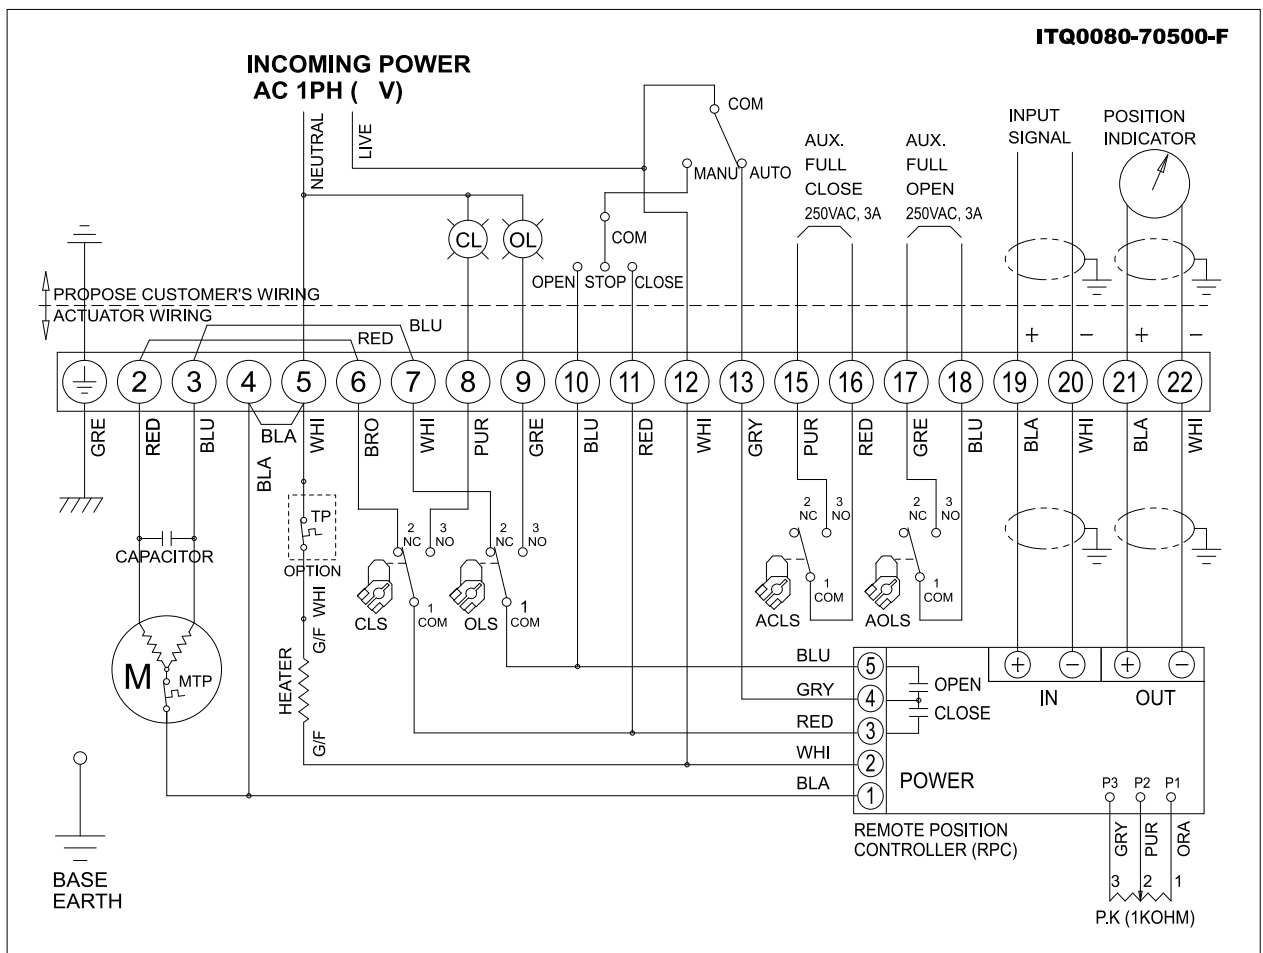 ITQ0080-70500-F
INCOMING POWER
AC 1PH (   V)
NEUTRAL
LIVE
COM
MANU
AUTO
COM
OPEN
STOP
CLOSE
CL
OL
AUX.
FULL
CLOSE
250VAC, 3A
AUX.
FULL
OPEN
250VAC, 3A
INPUT
SIGNAL
POSITION
INDICATOR
PROPOSE CUSTOMER'S WIRING
ACTUATOR WIRING
BLU
RED
+
−
+
−
2
3
4
5
6
7
8
9
10
11
12
13
15
16
17
18
19
20
21
22
GRE
RED
BLU
BLA
BLA
WHI
BRO
WHI
PUR
GRE
BLU
RED
WHI
GRY
PUR
RED
GRE
BLU
BLA
WHI
BLA
WHI
CAPACITOR
M
MTP
TP
OPTION
WHI
G/F
HEATER
G/F
2
NC
3
NO
1
COM
CLS
2
NC
3
NO
1
COM
OLS
2
NC
3
NO
1
COM
ACLS
2
NC
3
NO
1
COM
AOLS
BLU
GRY
RED
WHI
BLA
5
4
3
2
1
OPEN
CLOSE
POWER
+
−
+
−
IN
OUT
P3
P2
P1
REMOTE POSITION
CONTROLLER (RPC)
GRY
PUR
ORA
3
2
1
P.K (1KOHM)
BASE
EARTH